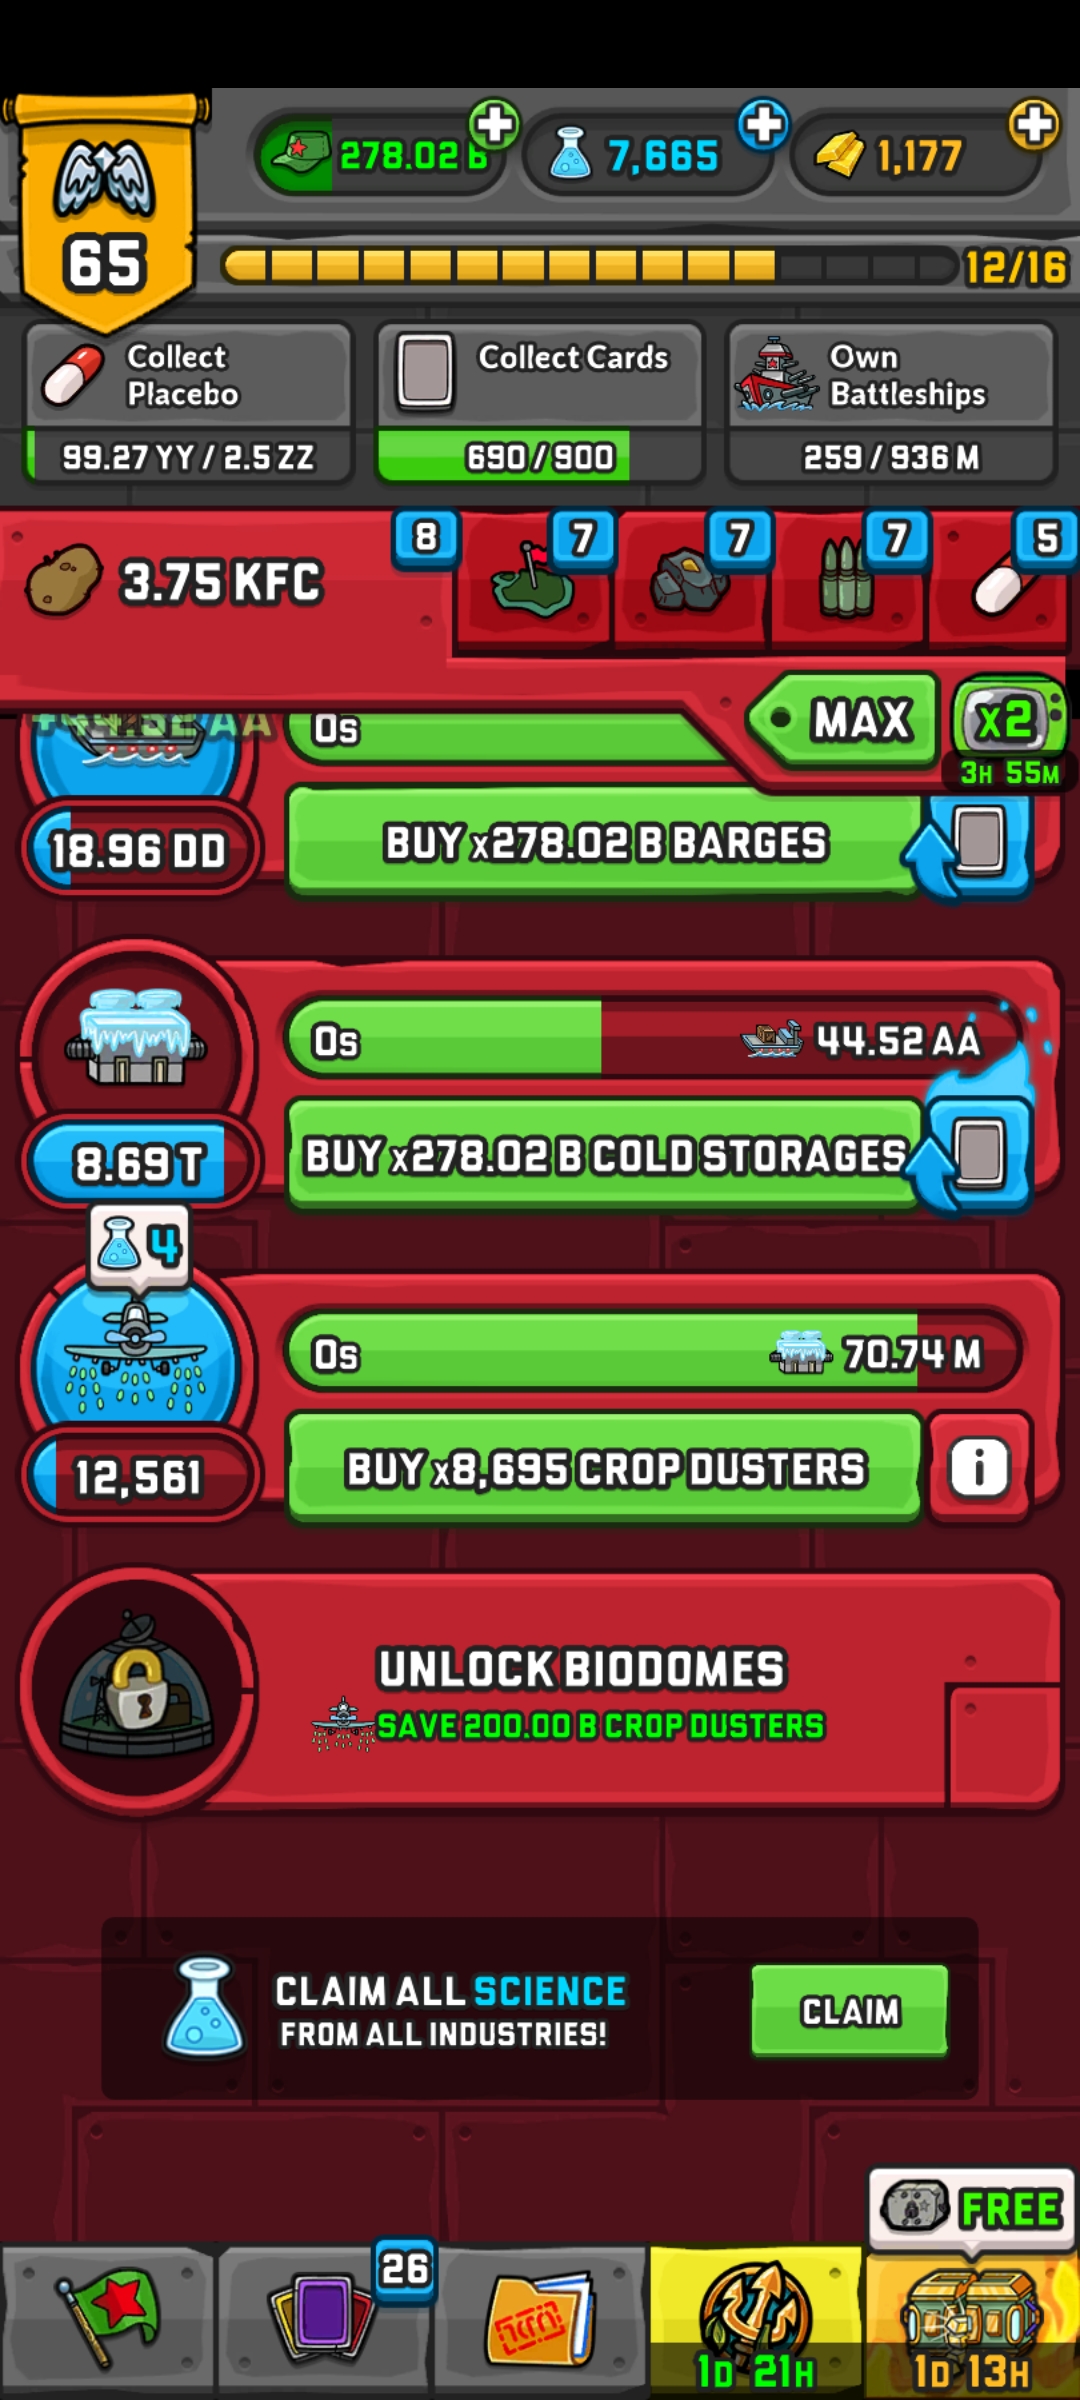 65
278.02 B
7,665
1,177
12/16
Collect
Placebo
99.27 YY / 2.5 ZZ
Collect Cards
690 / 900
Own
Battleships
259 / 936 M
3.75 KFC
8
7
7
7
5
MAX
x2
3H 55M
+44.52 AA
0s
18.96 DD
BUY x278.02 B BARGES
0s
44.52 AA
8.69 T
BUY x278.02 B COLD STORAGES
4
0s
70.74 M
12,561
BUY x8,695 CROP DUSTERS
i
UNLOCK BIODOMES
SAVE 200.00 B CROP DUSTERS
CLAIM ALL SCIENCE
FROM ALL INDUSTRIES!
CLAIM
FREE
26
1D 21H
1D 13H